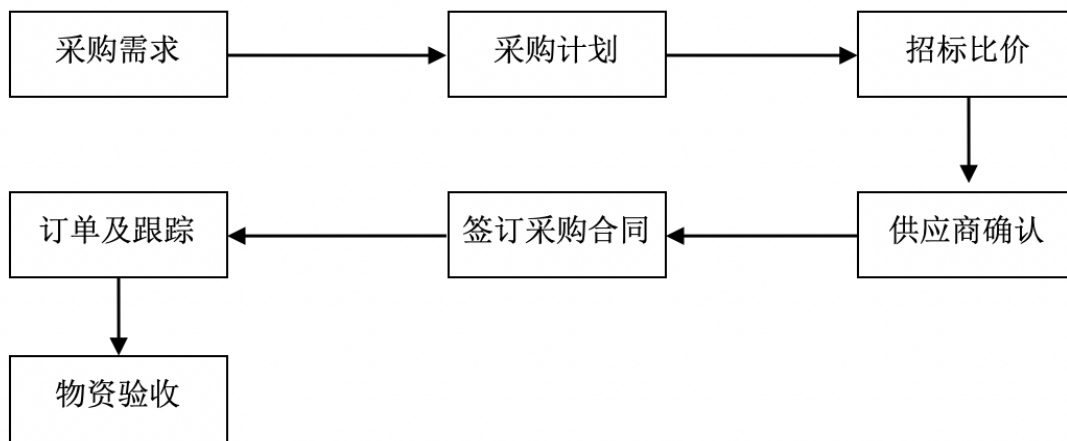 采购需求
采购计划
招标比价
供应商确认
签订采购合同
订单及跟踪
物资验收